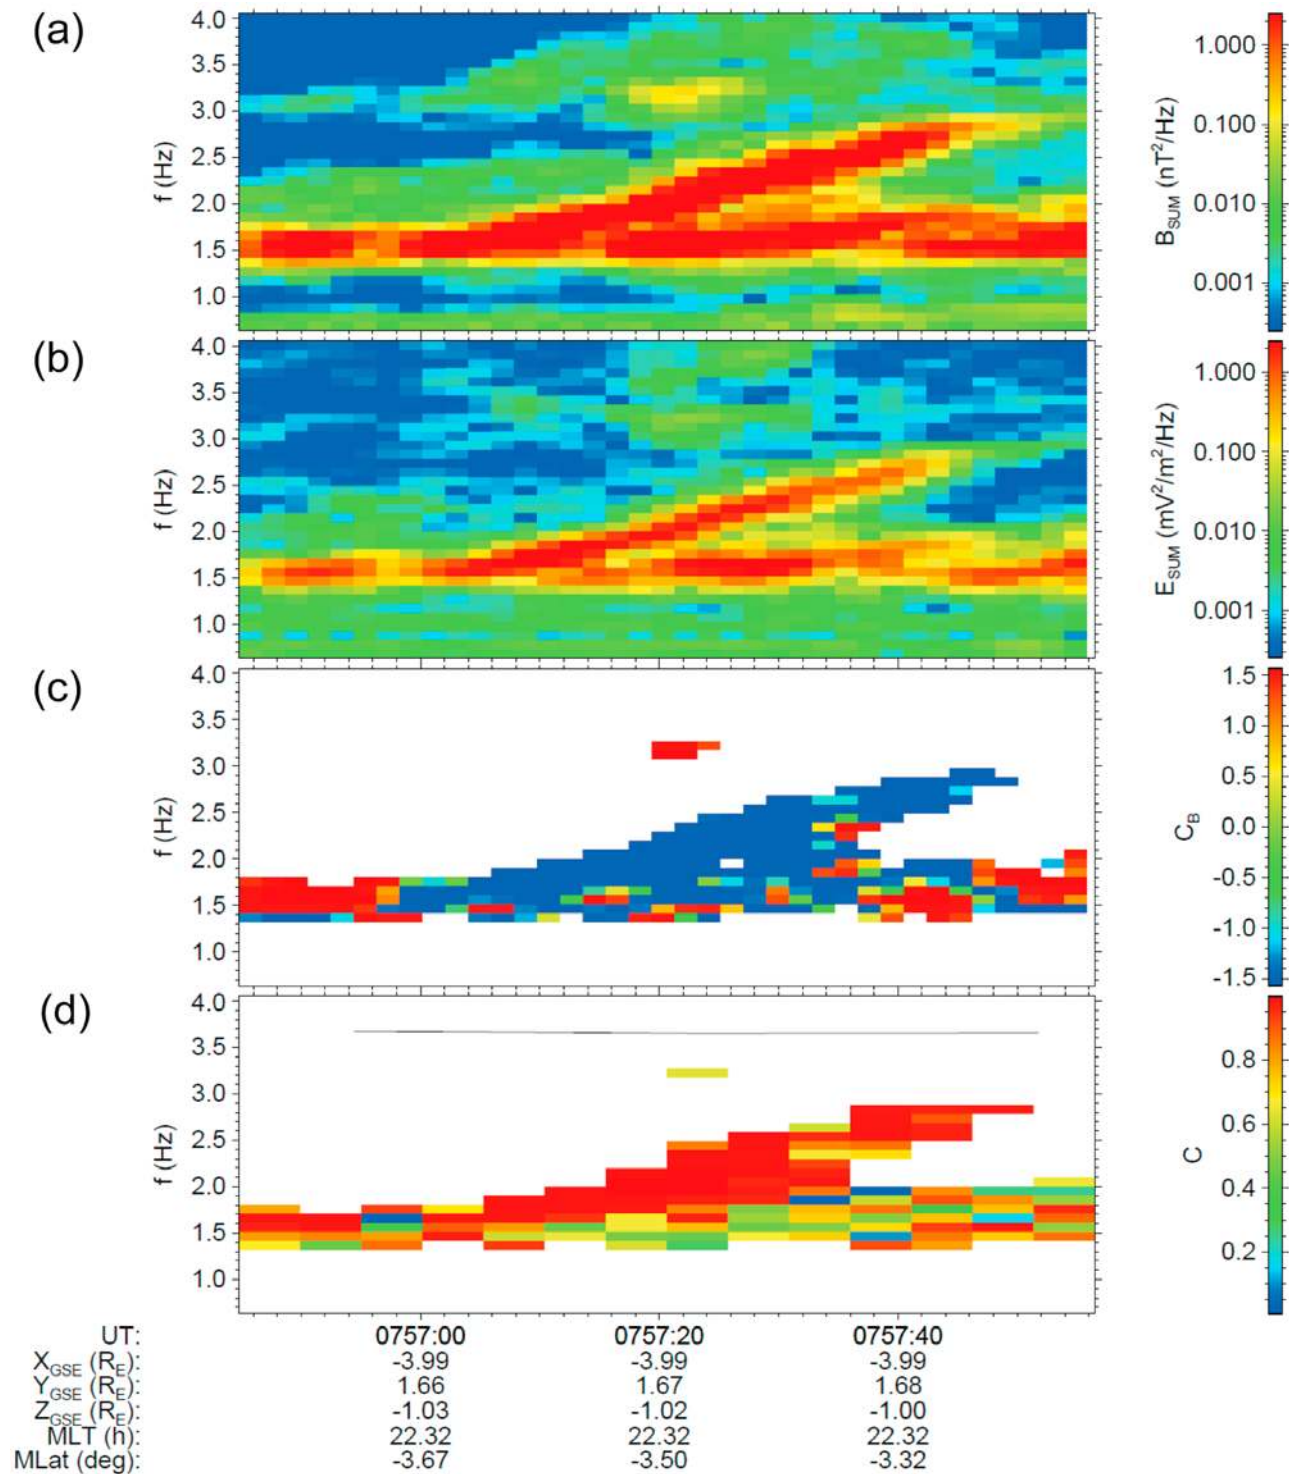 (a)
4.0
3.5
3.0
2.5
2.0
1.5
1.0
f (Hz)
1.000
0.100
0.010
0.001
B_SUM (nT²/Hz)
(b)
4.0
3.5
3.0
2.5
2.0
1.5
1.0
f (Hz)
1.000
0.100
0.010
0.001
E_SUM (mV²/m²/Hz)
(c)
4.0
3.5
3.0
2.5
2.0
1.5
1.0
f (Hz)
1.5
1.0
0.5
0.0
-0.5
-1.0
-1.5
C_B
(d)
4.0
3.5
3.0
2.5
2.0
1.5
1.0
f (Hz)
0.8
0.6
0.4
0.2
C
UT: 0757:00 0757:20 0757:40
X_GSE (R_E): -3.99 -3.99 -3.99
Y_GSE (R_E): 1.66 1.67 1.68
Z_GSE (R_E): -1.03 -1.02 -1.00
MLT (h): 22.32 22.32 22.32
MLat (deg): -3.67 -3.50 -3.32